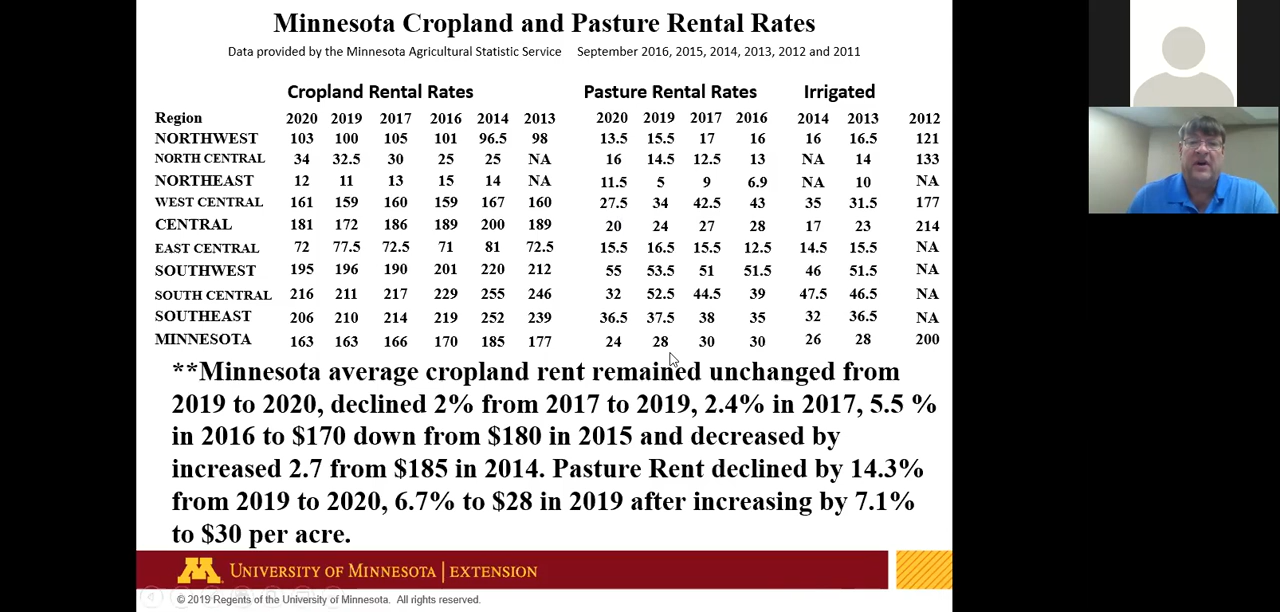 Minnesota Cropland and Pasture Rental Rates
Data provided by the Minnesota Agricultural Statistic Service September 2016, 2015, 2014, 2013, 2012 and 2011
Cropland Rental Rates Pasture Rental Rates Irrigated
Region 2020 2019 2017 2016 2014 2013 2020 2019 2017 2016 2014 2013 2012
NORTHWEST 103 100 105 101 96.5 98 13.5 15.5 17 16 16 16.5 121
NORTH CENTRAL 34 32.5 30 25 25 NA 16 14.5 12.5 13 NA 14 133
NORTHEAST 12 11 13 15 14 NA 11.5 5 9 6.9 NA 10 NA
WEST CENTRAL 161 159 160 159 167 160 27.5 34 42.5 43 35 31.5 177
CENTRAL 181 172 186 189 200 189 20 24 27 28 17 23 214
EAST CENTRAL 72 77.5 72.5 71 81 72.5 15.5 16.5 15.5 12.5 14.5 15.5 NA
SOUTHWEST 195 196 190 201 220 212 55 53.5 51 51.5 46 51.5 NA
SOUTH CENTRAL 216 211 217 229 255 246 32 52.5 44.5 39 47.5 46.5 NA
SOUTHEAST 206 210 214 219 252 239 36.5 37.5 38 35 32 36.5 NA
MINNESOTA 163 163 166 170 185 177 24 28 30 30 26 28 200
**Minnesota average cropland rent remained unchanged from
2019 to 2020, declined 2% from 2017 to 2019, 2.4% in 2017, 5.5 %
in 2016 to $170 down from $180 in 2015 and decreased by
increased 2.7 from $185 in 2014. Pasture Rent declined by 14.3%
from 2019 to 2020, 6.7% to $28 in 2019 after increasing by 7.1%
to $30 per acre.
M UNIVERSITY OF MINNESOTA | EXTENSION
© 2019 Regents of the University of Minnesota. All rights reserved.